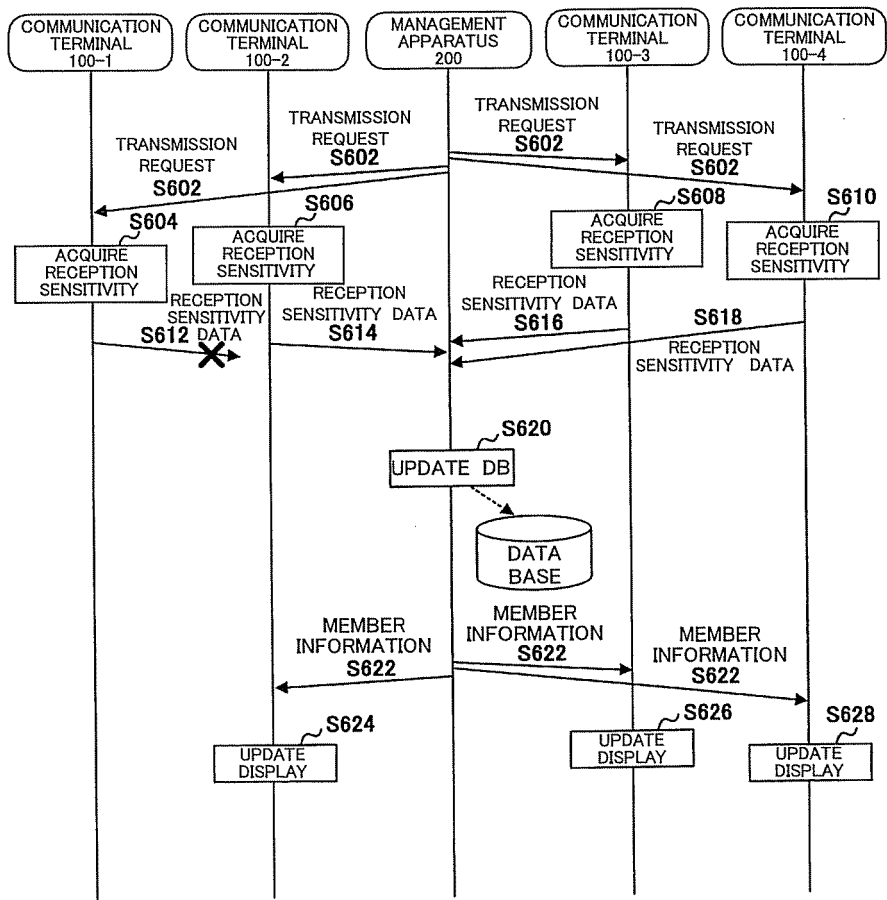 COMMUNICATION
TERMINAL
100-1
COMMUNICATION
TERMINAL
100-2
MANAGEMENT
APPARATUS
200
COMMUNICATION
TERMINAL
100-3
COMMUNICATION
TERMINAL
100-4
TRANSMISSION
REQUEST
S602
TRANSMISSION
REQUEST
S602
TRANSMISSION
REQUEST
S602
TRANSMISSION
REQUEST
S602
S604
ACQUIRE
RECEPTION
SENSITIVITY
S606
ACQUIRE
RECEPTION
SENSITIVITY
S608
ACQUIRE
RECEPTION
SENSITIVITY
S610
ACQUIRE
RECEPTION
SENSITIVITY
RECEPTION
SENSITIVITY
DATA
S612
RECEPTION
SENSITIVITY DATA
S614
RECEPTION
SENSITIVITY DATA
S616
S618
RECEPTION
SENSITIVITY DATA
S620
UPDATE DB
DATA
BASE
MEMBER
INFORMATION
S622
MEMBER
INFORMATION
S622
MEMBER
INFORMATION
S622
S624
UPDATE
DISPLAY
S626
UPDATE
DISPLAY
S628
UPDATE
DISPLAY